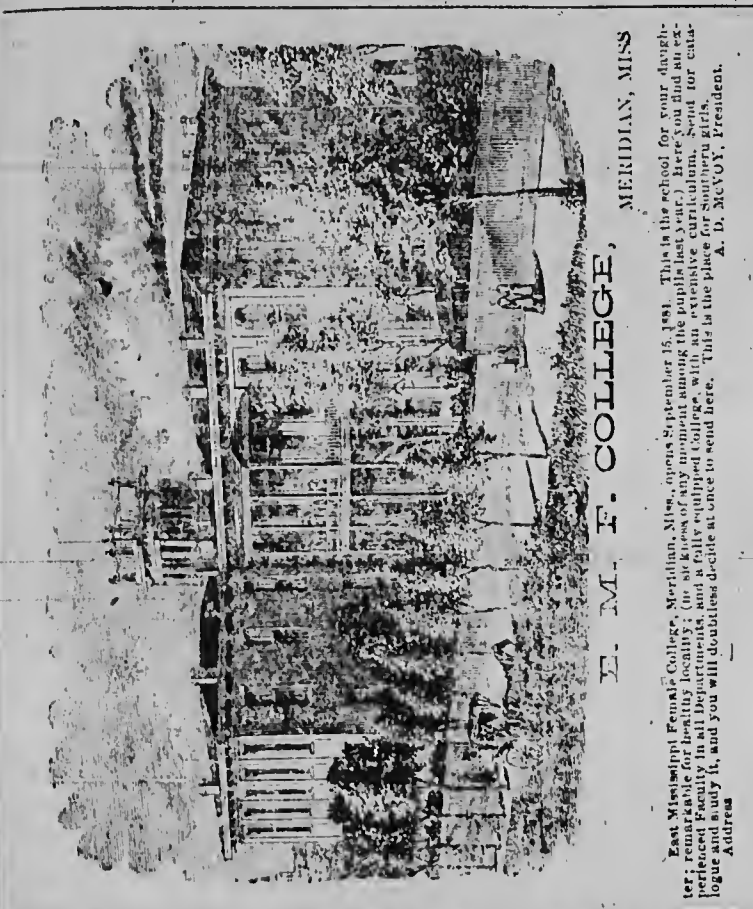 E. M. F. COLLEGE,
MERIDIAN, MISS
East Mississippi Female College, Meridian, Miss., opens September 15, 1881. This is the school for your daugh-
ter; remarkable for healthy locality; (no sickness of any moment among the pupils last year.) here you find an ex-
perienced Faculty in all Departments, and a fully equipped College, with an extensive curriculum. Send for cata-
logue and study it, and you will doubtless decide at once to send here. This is the place for Southern girls.
Address A. D. McVOY, President.